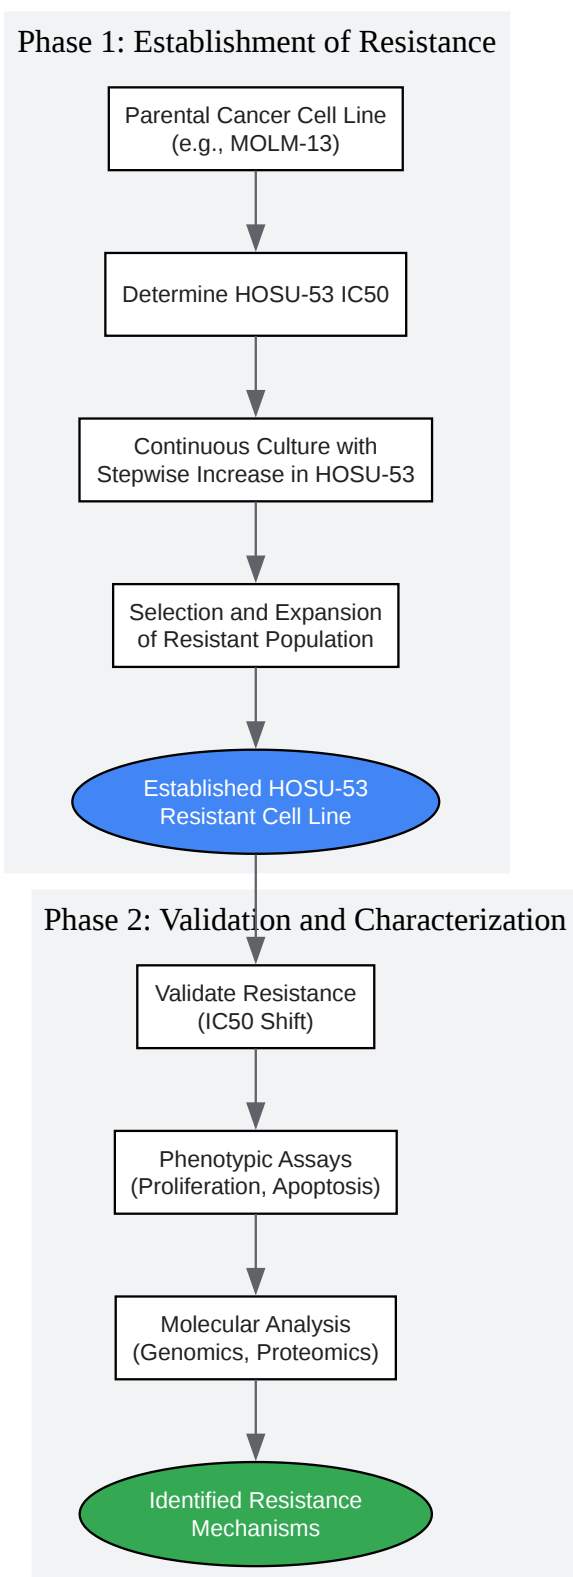 Phase 1: Establishment of Resistance
Parental Cancer Cell Line
(e.g., MOLM-13)
Determine HOSU-53 IC50
Continuous Culture with
Stepwise Increase in HOSU-53
Selection and Expansion
of Resistant Population
Established HOSU-53
Resistant Cell Line
Phase 2: Validation and Characterization
Validate Resistance
(IC50 Shift)
Phenotypic Assays
(Proliferation, Apoptosis)
Molecular Analysis
(Genomics, Proteomics)
Identified Resistance
Mechanisms